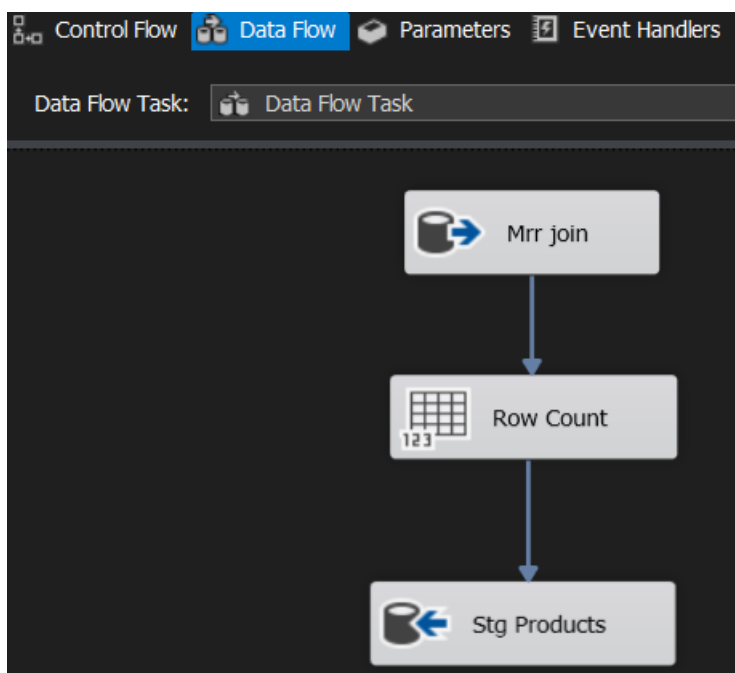 Control Flow Data Flow Parameters Event Handlers
Data Flow Task: Data Flow Task
Mrr join
123 Row Count
Stg Products